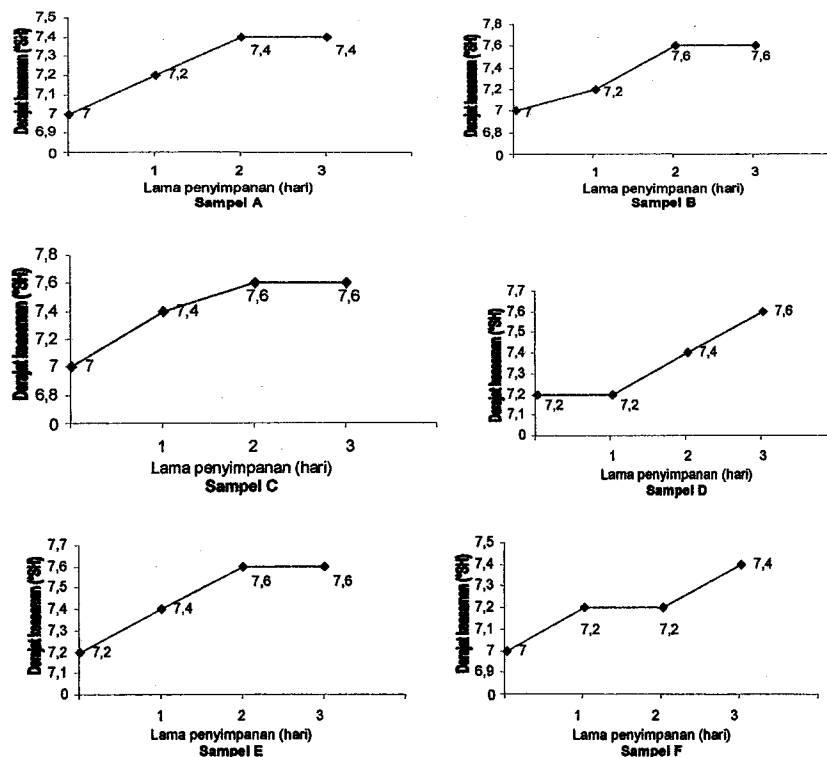 Derajat keasaman (°SH)
7,5
7,4
7,3
7,2
7,1
7
6,9
0
7
7,2
7,4
7,4
1 2 3
Lama penyimpanan (hari)
Sampel A
Derajat keasaman (°SH)
7,8
7,6
7,4
7,2
7
6,8
0
7
7,2
7,6
7,6
1 2 3
Lama penyimpanan (hari)
Sampel B
Derajat keasaman (°SH)
7,8
7,6
7,4
7,2
7
6,8
0
7
7,4
7,6
7,6
1 2 3
Lama penyimpanan (hari)
Sampel C
Derajat keasaman (°SH)
7,7
7,6
7,5
7,4
7,3
7,2
7,1
0
7,2
7,2
7,4
7,6
1 2 3
Lama penyimpanan (hari)
Sampel D
Derajat keasaman (°SH)
7,7
7,6
7,5
7,4
7,3
7,2
7,1
0
7,2
7,4
7,6
7,6
1 2 3
Lama penyimpanan (hari)
Sampel E
Derajat keasaman (°SH)
7,5
7,4
7,3
7,2
7,1
7
6,9
0
7
7,2
7,2
7,4
1 2 3
Lama penyimpanan (hari)
Sampel F